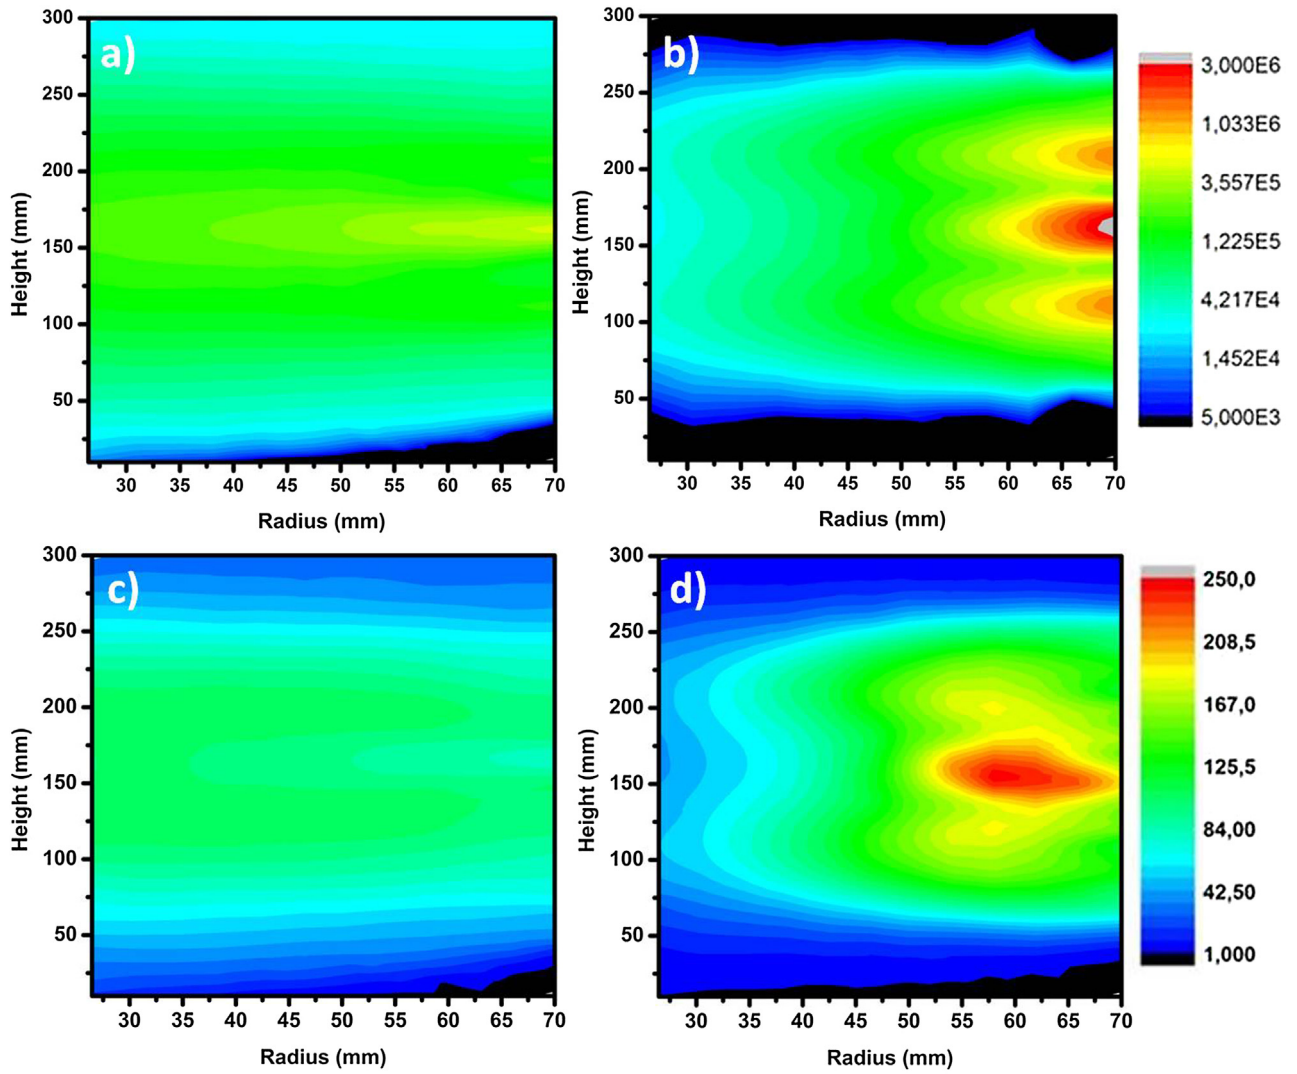 a)
300
250
200
150
100
50
Height (mm)
30 35 40 45 50 55 60 65 70
Radius (mm)
b)
300
250
200
150
100
50
Height (mm)
30 35 40 45 50 55 60 65 70
Radius (mm)
3,000E6
1,033E6
3,557E5
1,225E5
4,217E4
1,452E4
5,000E3
c)
300
250
200
150
100
50
Height (mm)
30 35 40 45 50 55 60 65 70
Radius (mm)
d)
300
250
200
150
100
50
Height (mm)
30 35 40 45 50 55 60 65 70
Radius (mm)
250,0
208,5
167,0
125,5
84,00
42,50
1,000